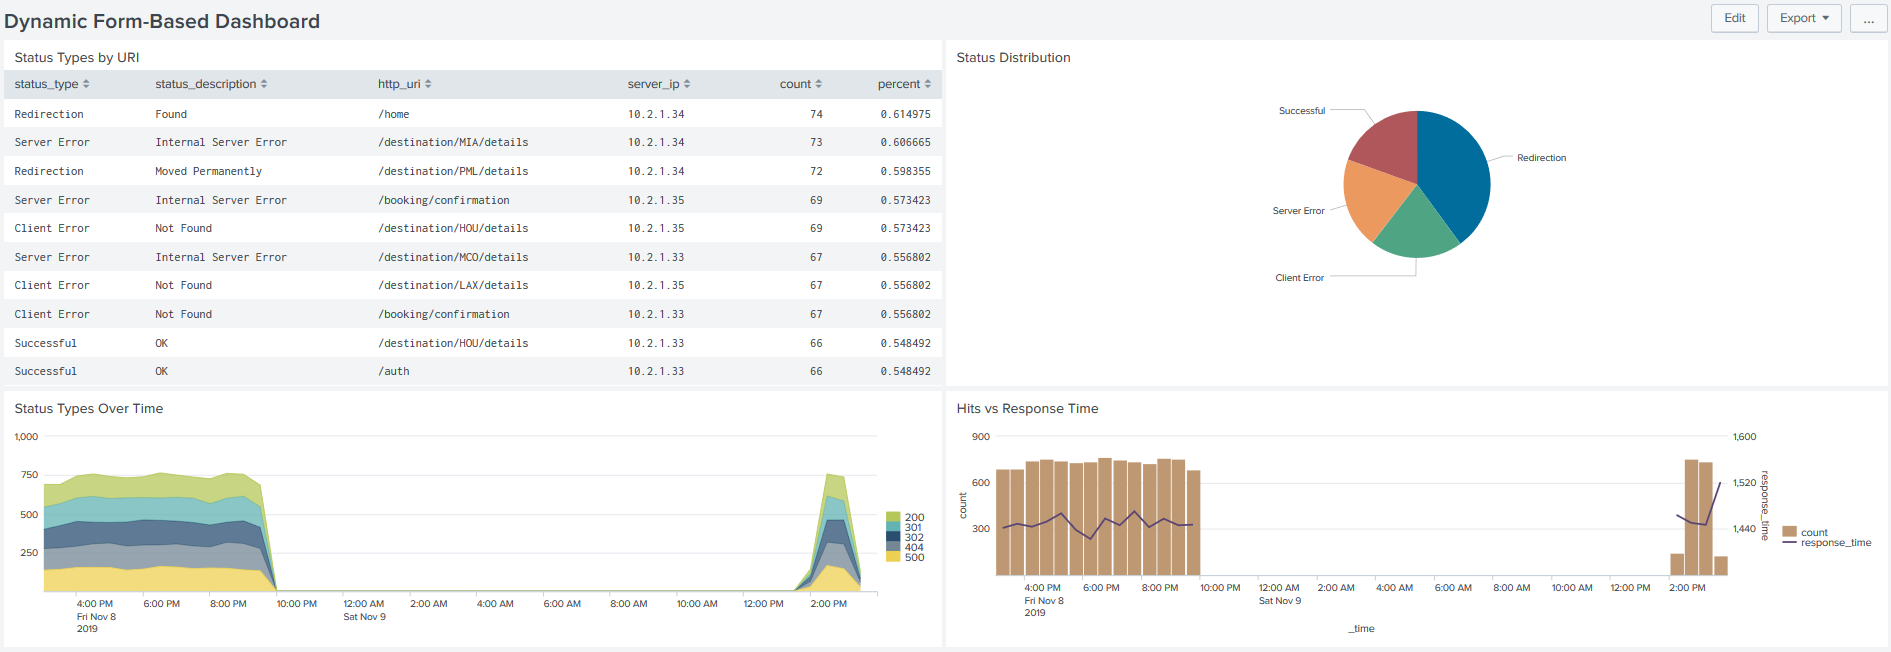 Dynamic Form-Based Dashboard
Edit
Export
...
Status Types by URI
status_type status_description http_uri server_ip count percent
Redirection Found /home 10.2.1.34 74 0.614975
Server Error Internal Server Error /destination/MIA/details 10.2.1.34 73 0.606665
Redirection Moved Permanently /destination/PML/details 10.2.1.34 72 0.598355
Server Error Internal Server Error /booking/confirmation 10.2.1.35 69 0.573423
Client Error Not Found /destination/HOU/details 10.2.1.35 69 0.573423
Server Error Internal Server Error /destination/MCO/details 10.2.1.33 67 0.556802
Client Error Not Found /destination/LAX/details 10.2.1.35 67 0.556802
Client Error Not Found /booking/confirmation 10.2.1.33 67 0.556802
Successful OK /destination/HOU/details 10.2.1.33 66 0.548492
Successful OK /auth 10.2.1.33 66 0.548492
Status Distribution
Successful
Redirection
Server Error
Client Error
Status Types Over Time
1,000
750
500
250
200
301
302
404
500
4:00 PM 6:00 PM 8:00 PM 10:00 PM 12:00 AM 2:00 AM 4:00 AM 6:00 AM 8:00 AM 10:00 AM 12:00 PM 2:00 PM
Fri Nov 8 Sat Nov 9
2019
Hits vs Response Time
900 1,600
600 1,520
300 1,440
count
response_time
count
response_time
4:00 PM 6:00 PM 8:00 PM 10:00 PM 12:00 AM 2:00 AM 4:00 AM 6:00 AM 8:00 AM 10:00 AM 12:00 PM 2:00 PM
Fri Nov 8 Sat Nov 9
2019
_time